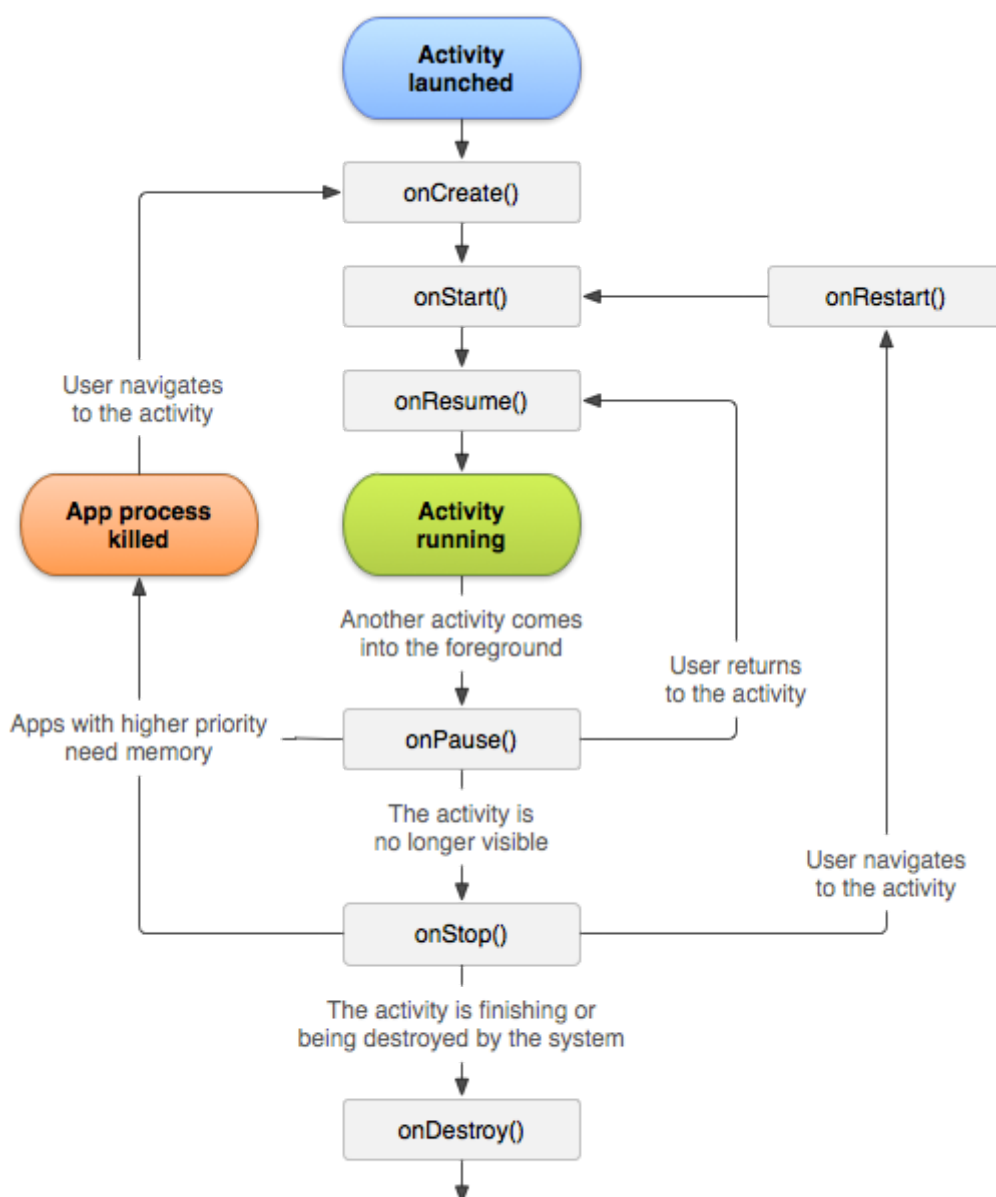 Activity
launched
onCreate()
onStart()
onRestart()
onResume()
User navigates
to the activity
App process
killed
Activity
running
Another activity comes
into the foreground
User returns
to the activity
Apps with higher priority
need memory
onPause()
The activity is
no longer visible
User navigates
to the activity
onStop()
The activity is finishing or
being destroyed by the system
onDestroy()